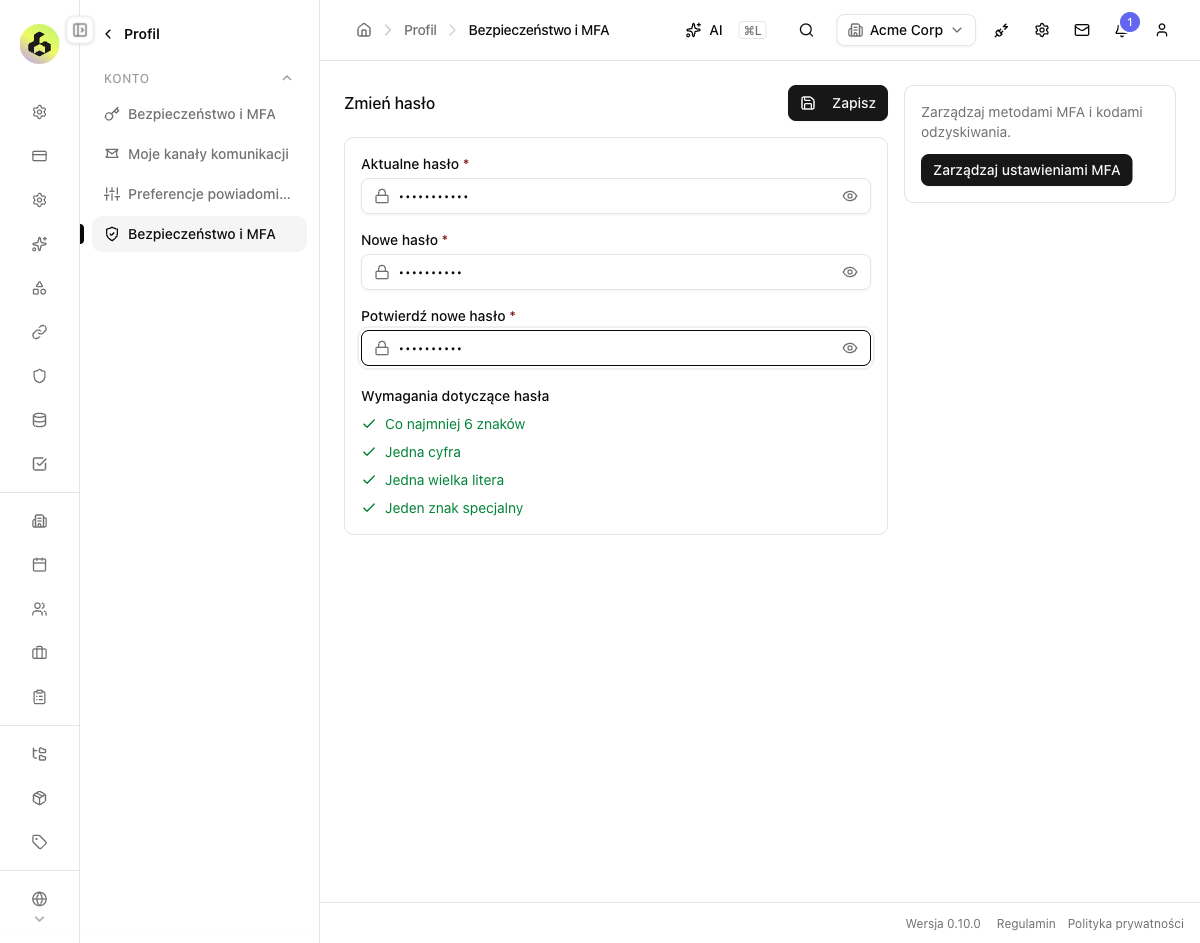 Profil
KONTO
Bezpieczeństwo i MFA
Moje kanały komunikacji
Preferencje powiadomi...
Bezpieczeństwo i MFA
Profil
Bezpieczeństwo i MFA
AI
⌘L
Acme Corp
1
Zmień hasło
Zapisz
Aktualne hasło *
•••••••••••
Nowe hasło *
••••••••••
Potwierdź nowe hasło *
••••••••••
Wymagania dotyczące hasła
Co najmniej 6 znaków
Jedna cyfra
Jedna wielka litera
Jeden znak specjalny
Zarządzaj metodami MFA i kodami
odzyskiwania.
Zarządzaj ustawieniami MFA
Wersja 0.10.0
Regulamin
Polityka prywatności